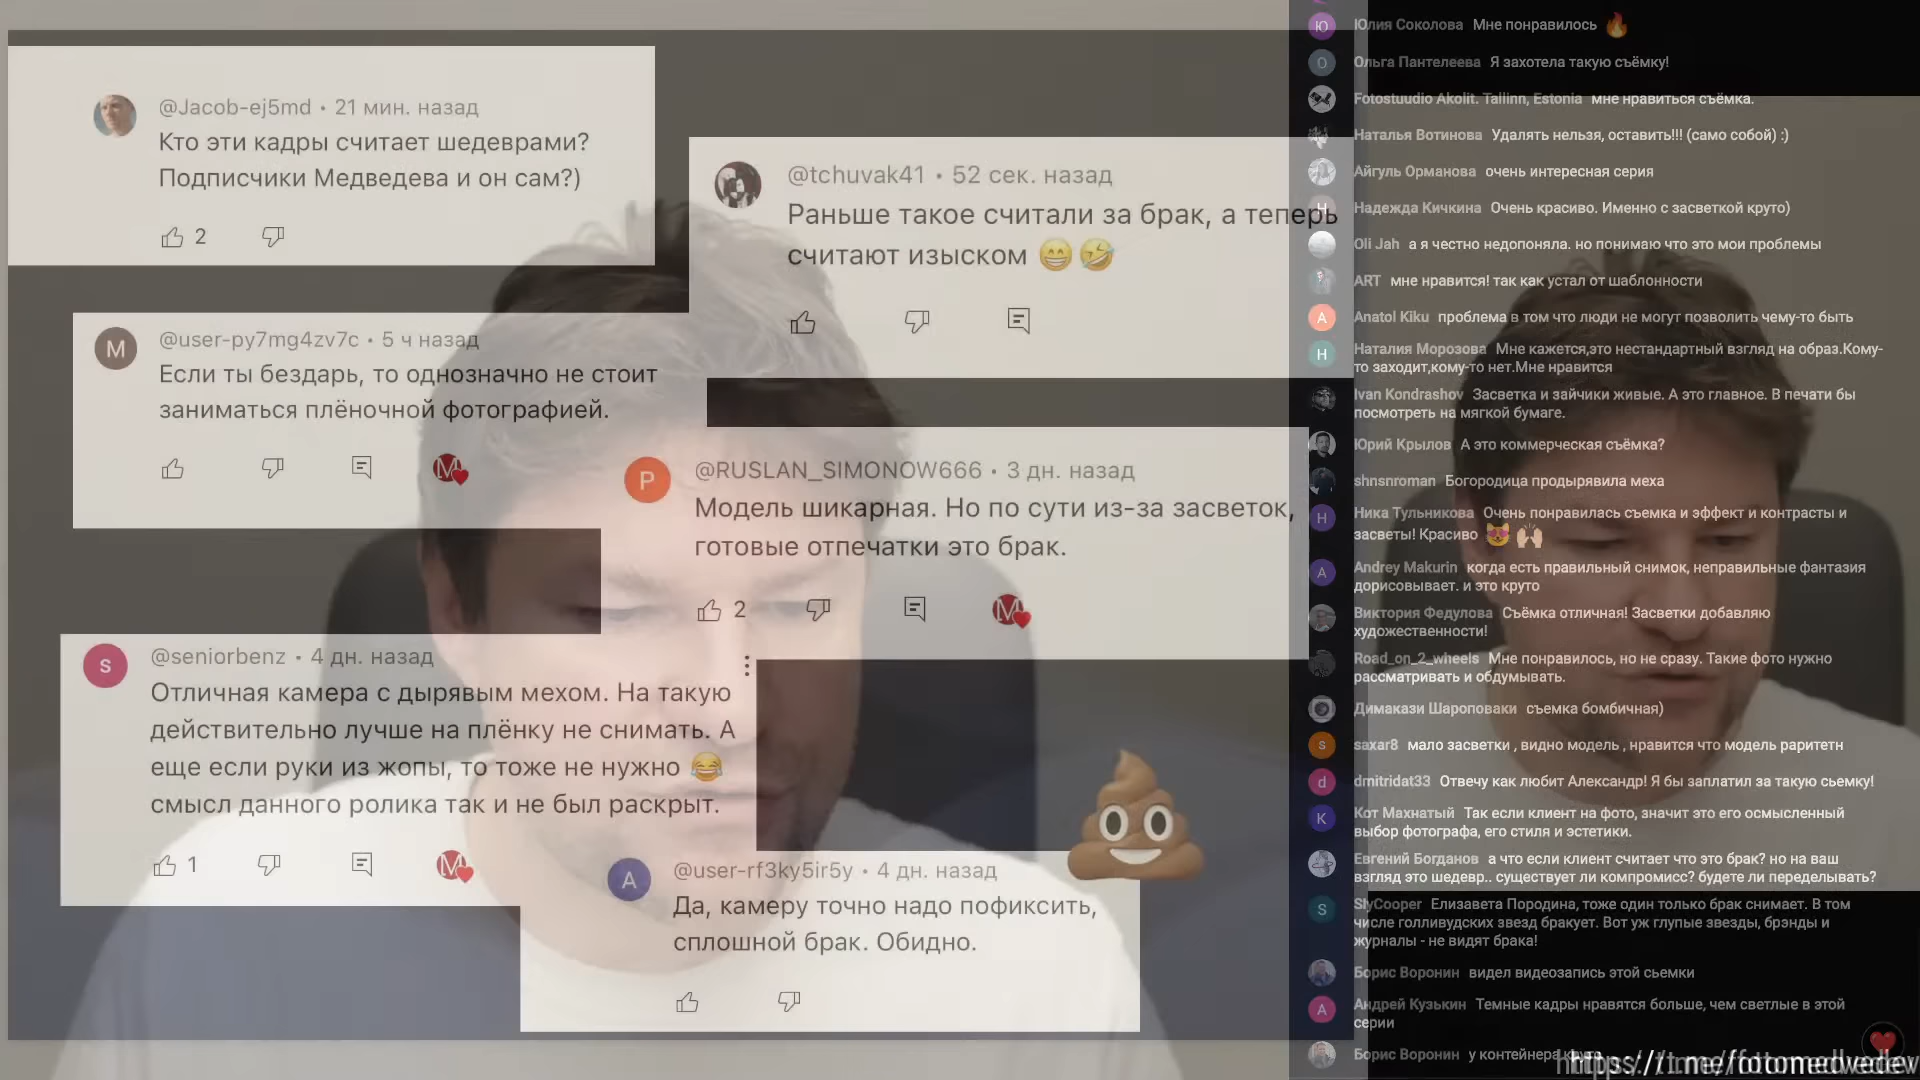 @Jacob-ej5md • 21 мин. назад
Кто эти кадры считает шедеврами?
Подписчики Медведева и он сам?)
2
@tchuvak41 • 52 сек. назад
Раньше такое считали за брак, а теперь
считают изыском 😁🤣
M
@user-py7mg4zv7c • 5 ч назад
Если ты бездарь, то однозначно не стоит
заниматься плёночной фотографией.
P
@RUSLAN_SIMONOW666 • 3 дн. назад
Модель шикарная. Но по сути из-за засветок,
готовые отпечатки это брак.
2
S
@seniorbenz • 4 дн. назад
Отличная камера с дырявым мехом. На такую
действительно лучше на плёнку не снимать. А
еще если руки из жопы, то тоже не нужно 😂
смысл данного ролика так и не был раскрыт.
1
A
@user-rf3ky5ir5y • 4 дн. назад
Да, камеру точно надо пофиксить,
сплошной брак. Обидно.
Ю Юлия Соколова Мне понравилось 🔥
О Ольга Пантелеева Я захотела такую съёмку!
Fotostuudio Akolit. Tallinn, Estonia мне нравиться съёмка.
Наталья Вотинова Удалять нельзя, оставить!!! (само собой) :)
Айгуль Орманова очень интересная серия
Н Надежда Кичкина Очень красиво. Именно с засветкой круто)
Oli Jah а я честно недопоняла. но понимаю что это мои проблемы
ART мне нравится! так как устал от шаблонности
A Anatol Kiku проблема в том что люди не могут позволить чему-то быть
Н Наталия Морозова Мне кажется,это нестандартный взгляд на образ.Кому-
то заходит,кому-то нет.Мне нравится
Ivan Kondrashov Засветка и зайчики живые. А это главное. В печати бы
посмотреть на мягкой бумаге.
Юрий Крылов А это коммерческая съёмка?
shnsnroman Богородица продырявила меха
Н Ника Тульникова Очень понравилась съемка и эффект и контрасты и
засветы! Красиво 😻🙌🏻
A Andrey Makurin когда есть правильный снимок, неправильные фантазия
дорисовывает. и это круто
Виктория Федулова Съёмка отличная! Засветки добавляю
художественности!
Road_on_2_wheels Мне понравилось, но не сразу. Такие фото нужно
рассматривать и обдумывать.
Димакази Шароповаки съемка бомбичная)
s saxar8 мало засветки , видно модель , нравится что модель раритетн
d dmitridat33 Отвечу как любит Александр! Я бы заплатил за такую сьемку!
К Кот Махнатый Так если клиент на фото, значит это его осмысленный
выбор фотографа, его стиля и эстетики.
Евгений Богданов а что если клиент считает что это брак? но на ваш
взгляд это шедевр.. существует ли компромисс? будете ли переделывать?
S SlyCooper Елизавета Породина, тоже один только брак снимает. В том
числе голливудских звезд бракует. Вот уж глупые звезды, брэнды и
журналы - не видят брака!
Борис Воронин видел видеозапись этой сьемки
А Андрей Кузькин Темные кадры нравятся больше, чем светлые в этой
серии
Борис Воронин у контейнера
https://t.me/fotomedvedev